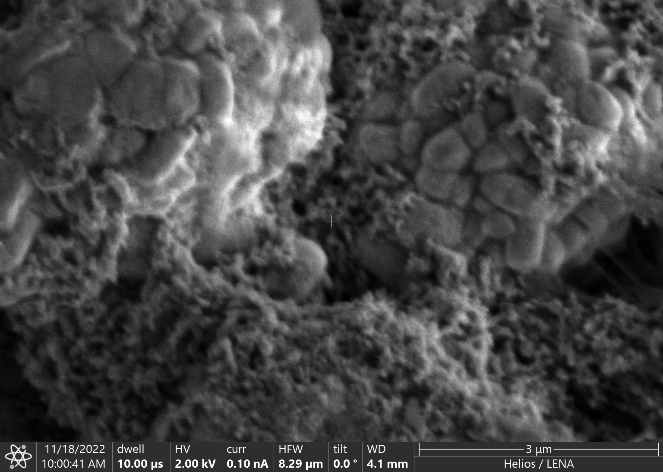 11/18/2022 dwell HV curr HFW tilt WD 3 µm
10:00:41 AM 10.00 µs 2.00 kV 0.10 nA 8.29 µm 0.0 ° 4.1 mm Helios / LENA